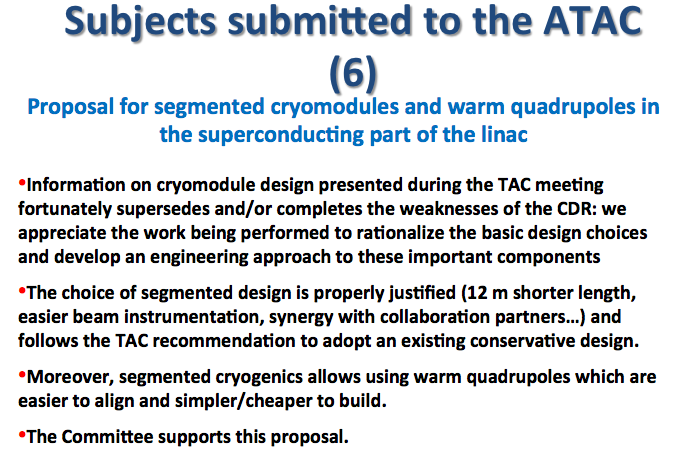 Subjects submitted to the ATAC
(6)
Proposal for segmented cryomodules and warm quadrupoles in
the superconducting part of the linac
•Information on cryomodule design presented during the TAC meeting
fortunately supersedes and/or completes the weaknesses of the CDR: we
appreciate the work being performed to rationalize the basic design choices
and develop an engineering approach to these important components
•The choice of segmented design is properly justified (12 m shorter length,
easier beam instrumentation, synergy with collaboration partners...) and
follows the TAC recommendation to adopt an existing conservative design.
•Moreover, segmented cryogenics allows using warm quadrupoles which are
easier to align and simpler/cheaper to build.
•The Committee supports this proposal.